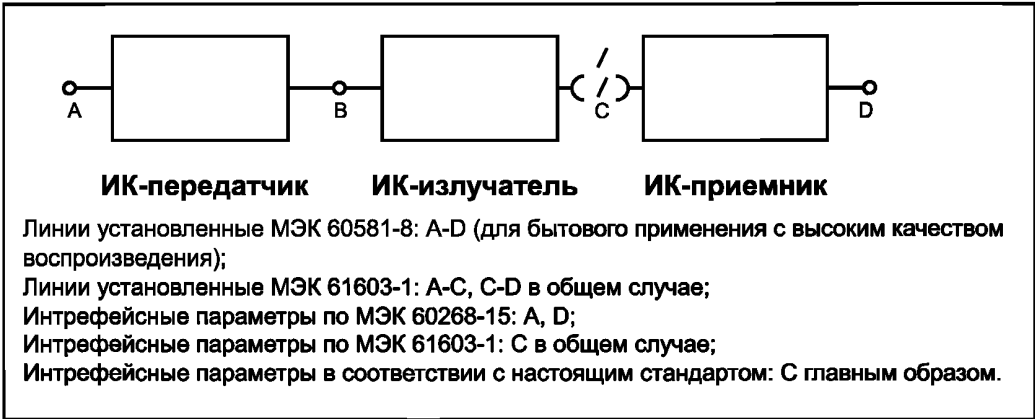 A
B
C
D
ИК-передатчик
ИК-излучатель
ИК-приемник
Линии установленные МЭК 60581-8: A-D (для бытового применения с высоким качеством
воспроизведения);
Линии установленные МЭК 61603-1: A-C, C-D в общем случае;
Интрефейсные параметры по МЭК 60268-15: A, D;
Интрефейсные параметры по МЭК 61603-1: C в общем случае;
Интрефейсные параметры в соответствии с настоящим стандартом: C главным образом.